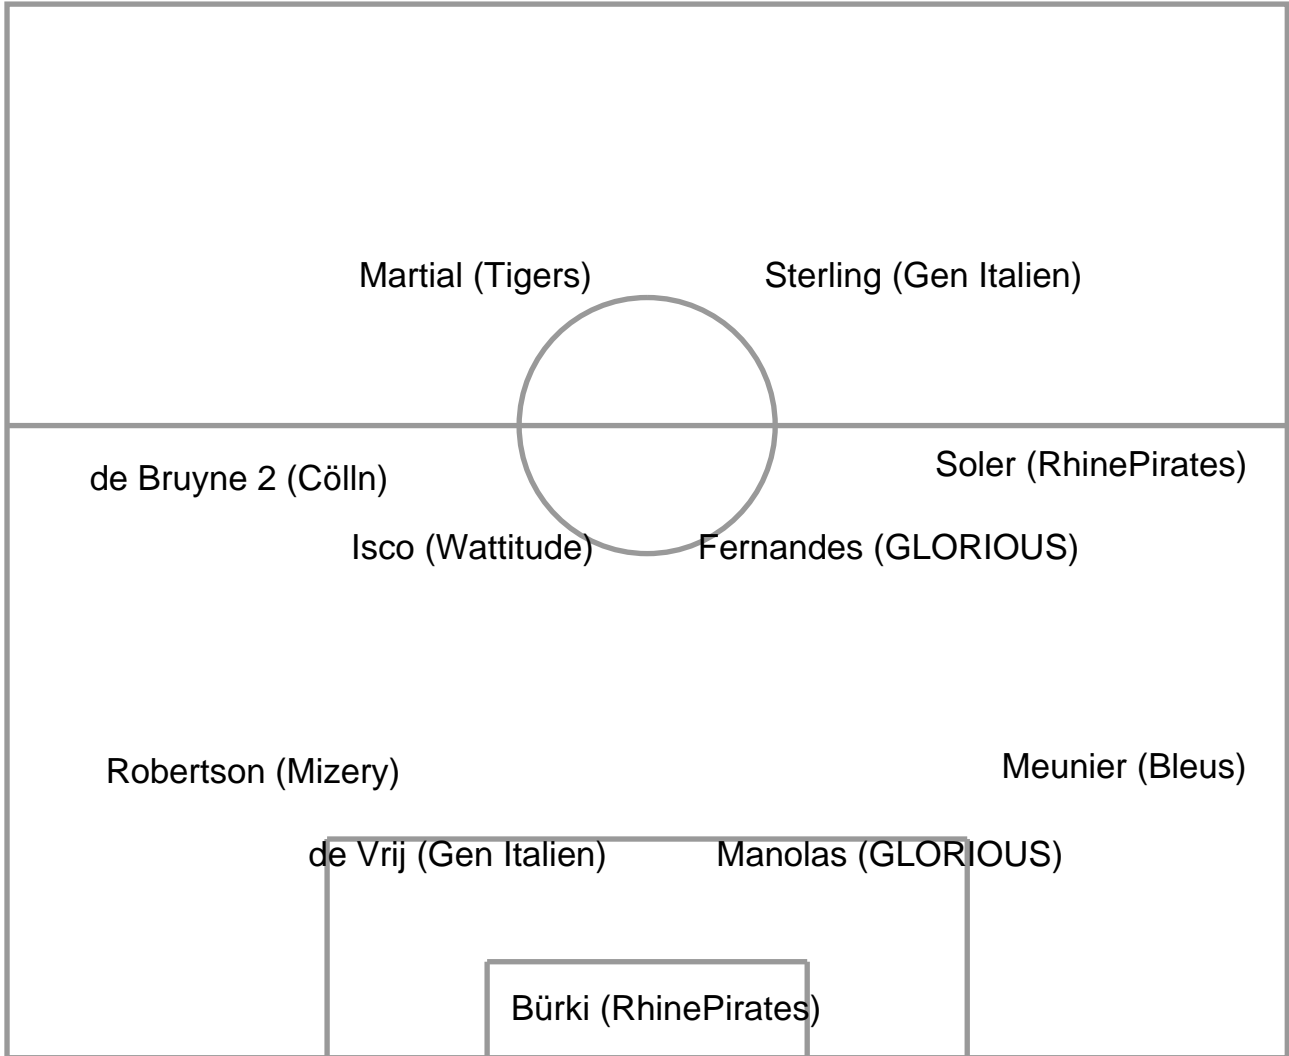 Martial (Tigers)
Sterling (Gen Italien)
de Bruyne 2 (Cölln)
Soler (RhinePirates)
Isco (Wattitude)
Fernandes (GLORIOUS)
Robertson (Mizery)
Meunier (Bleus)
de Vrij (Gen Italien)
Manolas (GLORIOUS)
Bürki (RhinePirates)